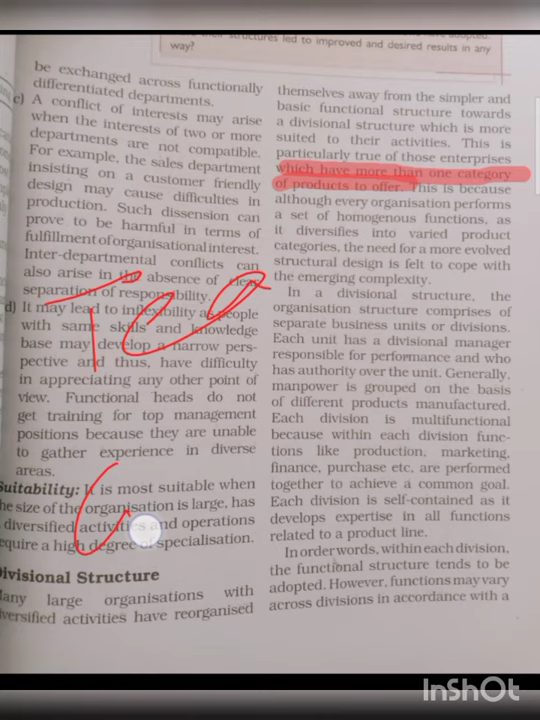 their structures led to improved and desired results in any
way?
be exchanged across functionally
differentiated departments.
c) A conflict of interests may arise
when the interests of two or more
departments are not compatible.
For example, the sales department
insisting on a customer friendly
design may cause difficulties in
production. Such dissension can
prove to be harmful in terms of
fulfillment of organisational interest.
Inter-departmental conflicts can
also arise in the absence of clear
separation of responsibility.
d) It may lead to inflexibility as people
with same skills and knowledge
base may develop a narrow pers-
pective and thus, have difficulty
in appreciating any other point of
view. Functional heads do not
get training for top management
positions because they are unable
to gather experience in diverse
areas.
Suitability: It is most suitable when
the size of the organisation is large, has
diversified activities and operations
require a high degree of specialisation.
Divisional Structure
Many large organisations with
diversified activities have reorganised
themselves away from the simpler and
basic functional structure towards
a divisional structure which is more
suited to their activities. This is
particularly true of those enterprises
which have more than one category
of products to offer. This is because
although every organisation performs
a set of homogenous functions, as
it diversifies into varied product
categories, the need for a more evolved
structural design is felt to cope with
the emerging complexity.
In a divisional structure, the
organisation structure comprises of
separate business units or divisions.
Each unit has a divisional manager
responsible for performance and who
has authority over the unit. Generally,
manpower is grouped on the basis
of different products manufactured.
Each division is multifunctional
because within each division func-
tions like production, marketing,
finance, purchase etc, are performed
together to achieve a common goal.
Each division is self-contained as it
develops expertise in all functions
related to a product line.
In order words, within each division,
the functional structure tends to be
adopted. However, functions may vary
across divisions in accordance with a
InShOt